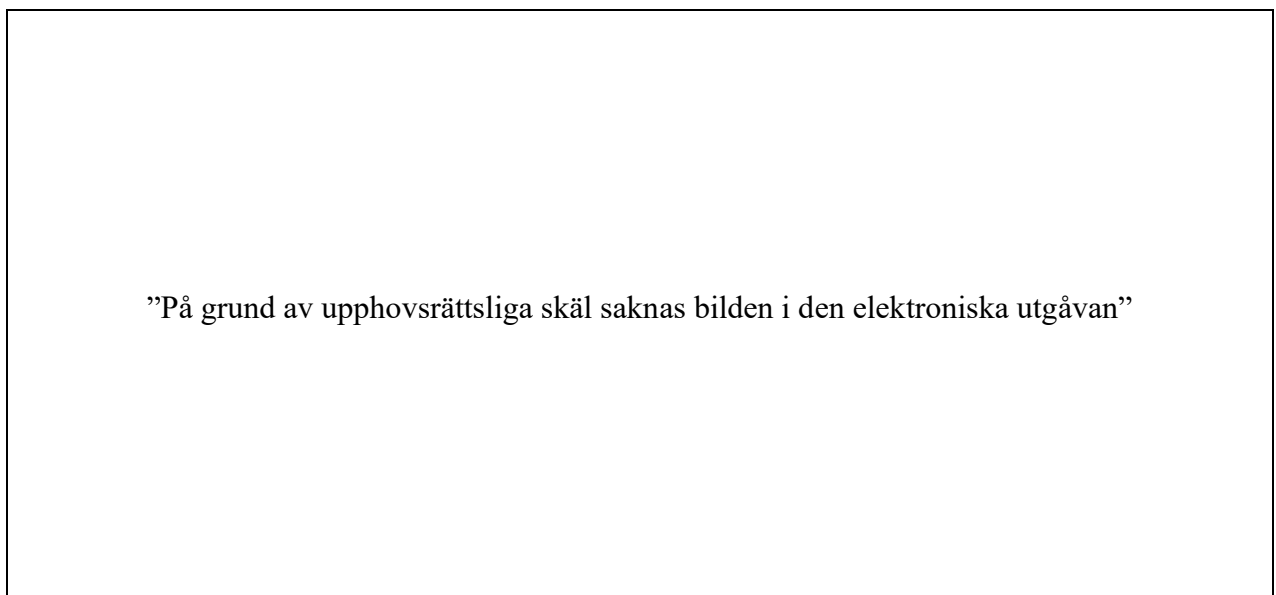 ”På grund av upphovsrättsliga skäl saknas bilden i den elektroniska utgåvan”